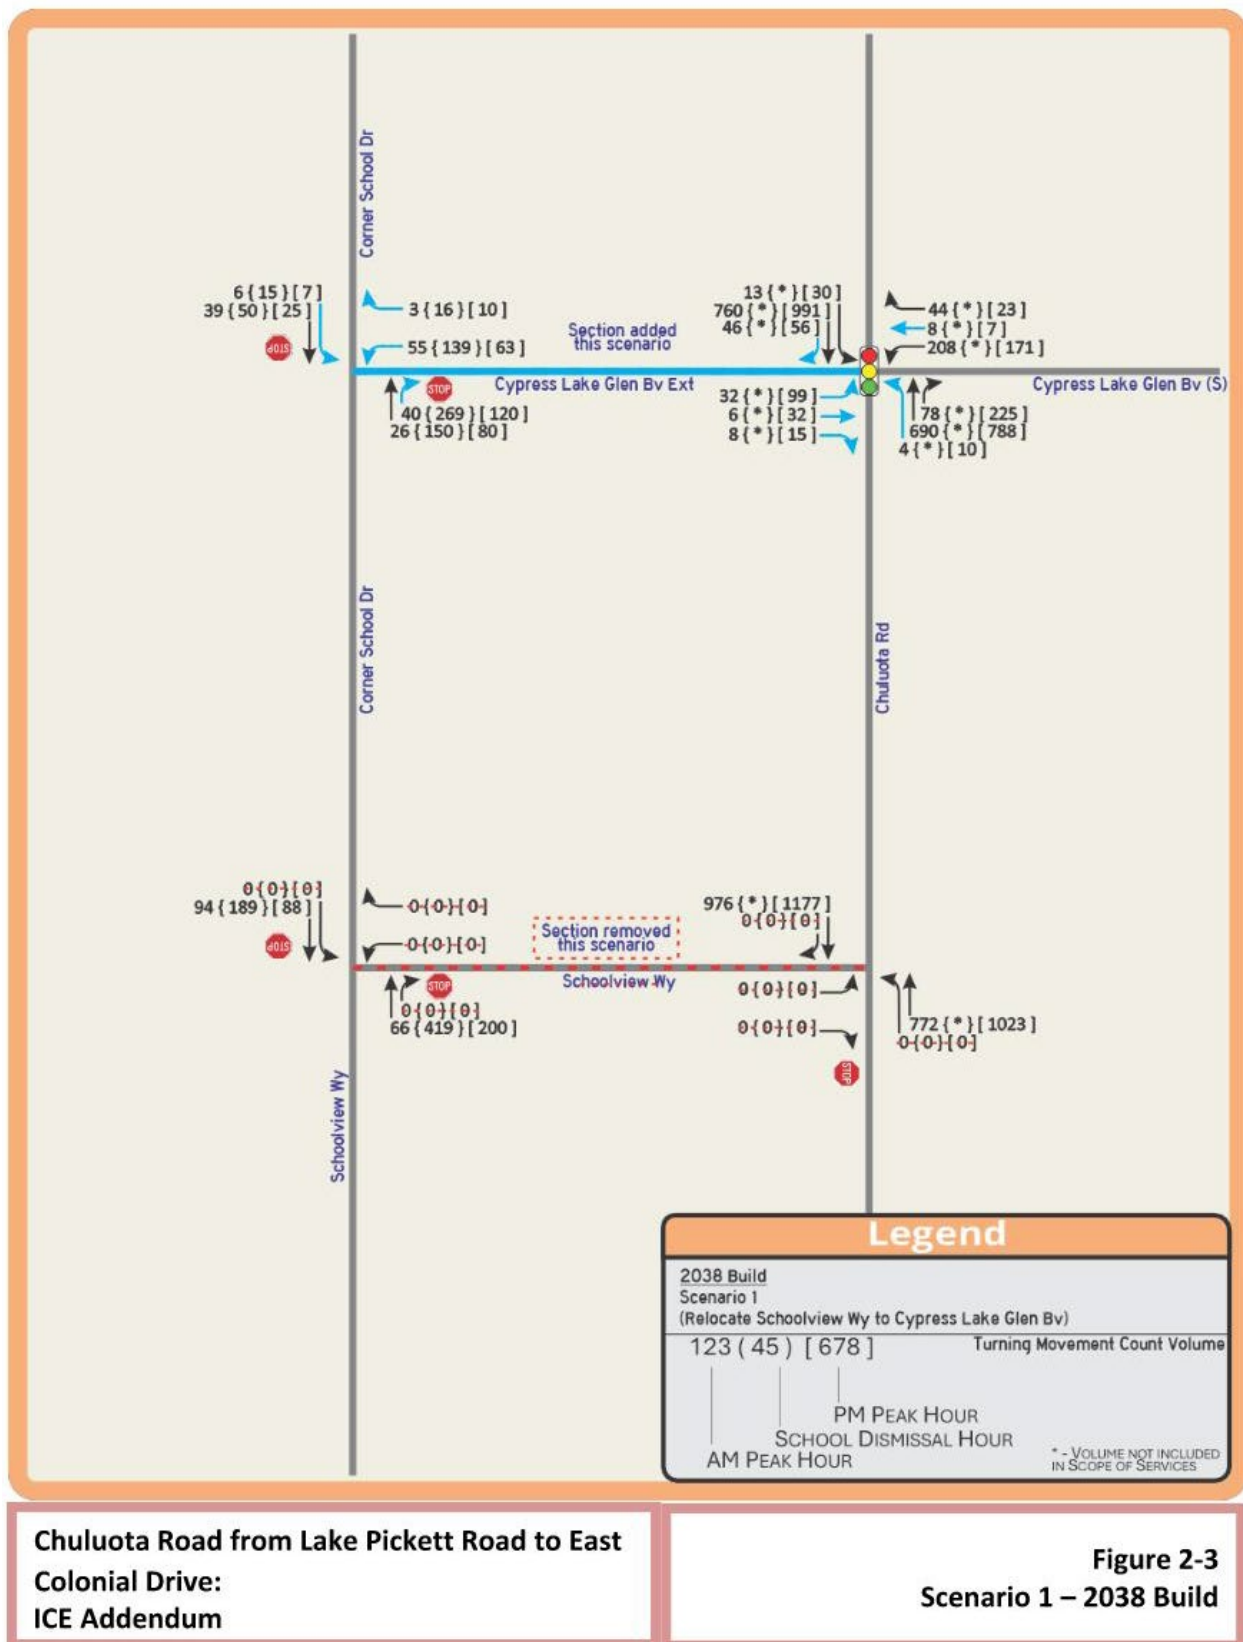 Corner School Dr
6 { 15 } [ 7 ]
39 { 50 } [ 25 ]
STOP
3 { 16 } [ 10 ]
55 { 139 } [ 63 ]
Section added
this scenario
13 { * } [ 30 ]
760 { * } [ 991 ]
46 { * } [ 56 ]
44 { * } [ 23 ]
8 { * } [ 7 ]
208 { * } [ 171 ]
Cypress Lake Glen Bv Ext
Cypress Lake Glen Bv (S)
STOP
40 { 269 } [ 120 ]
26 { 150 } [ 80 ]
32 { * } [ 99 ]
6 { * } [ 32 ]
8 { * } [ 15 ]
78 { * } [ 225 ]
690 { * } [ 788 ]
4 { * } [ 10 ]
Corner School Dr
Chuluota Rd
0 { 0 } [ 0 ]
94 { 189 } [ 88 ]
STOP
0 { 0 } [ 0 ]
0 { 0 } [ 0 ]
Section removed
this scenario
976 { * } [ 1177 ]
0 { 0 } [ 0 ]
Schoolview Wy
STOP
0 { 0 } [ 0 ]
66 { 419 } [ 200 ]
0 { 0 } [ 0 ]
0 { 0 } [ 0 ]
STOP
772 { * } [ 1023 ]
0 { 0 } [ 0 ]
Schoolview Wy
Legend
2038 Build
Scenario 1
(Relocate Schoolview Wy to Cypress Lake Glen Bv)
123 ( 45 ) [ 678 ] Turning Movement Count Volume
PM PEAK HOUR
SCHOOL DISMISSAL HOUR
AM PEAK HOUR
* - VOLUME NOT INCLUDED
IN SCOPE OF SERVICES
Chuluota Road from Lake Pickett Road to East
Colonial Drive:
ICE Addendum
Figure 2-3
Scenario 1 – 2038 Build